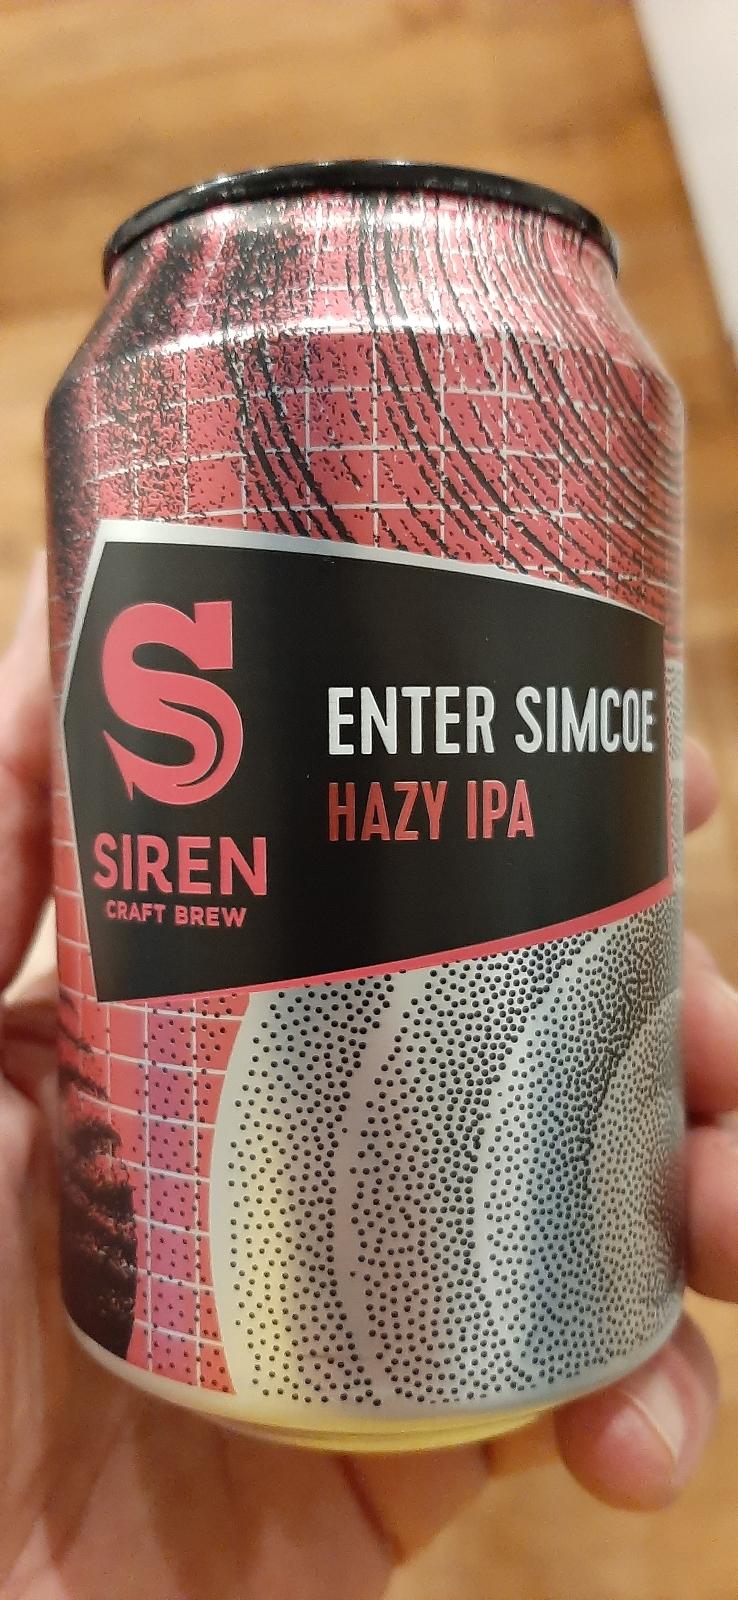 S
SIREN
CRAFT BREW
ENTER SIMCOE
HAZY IPA